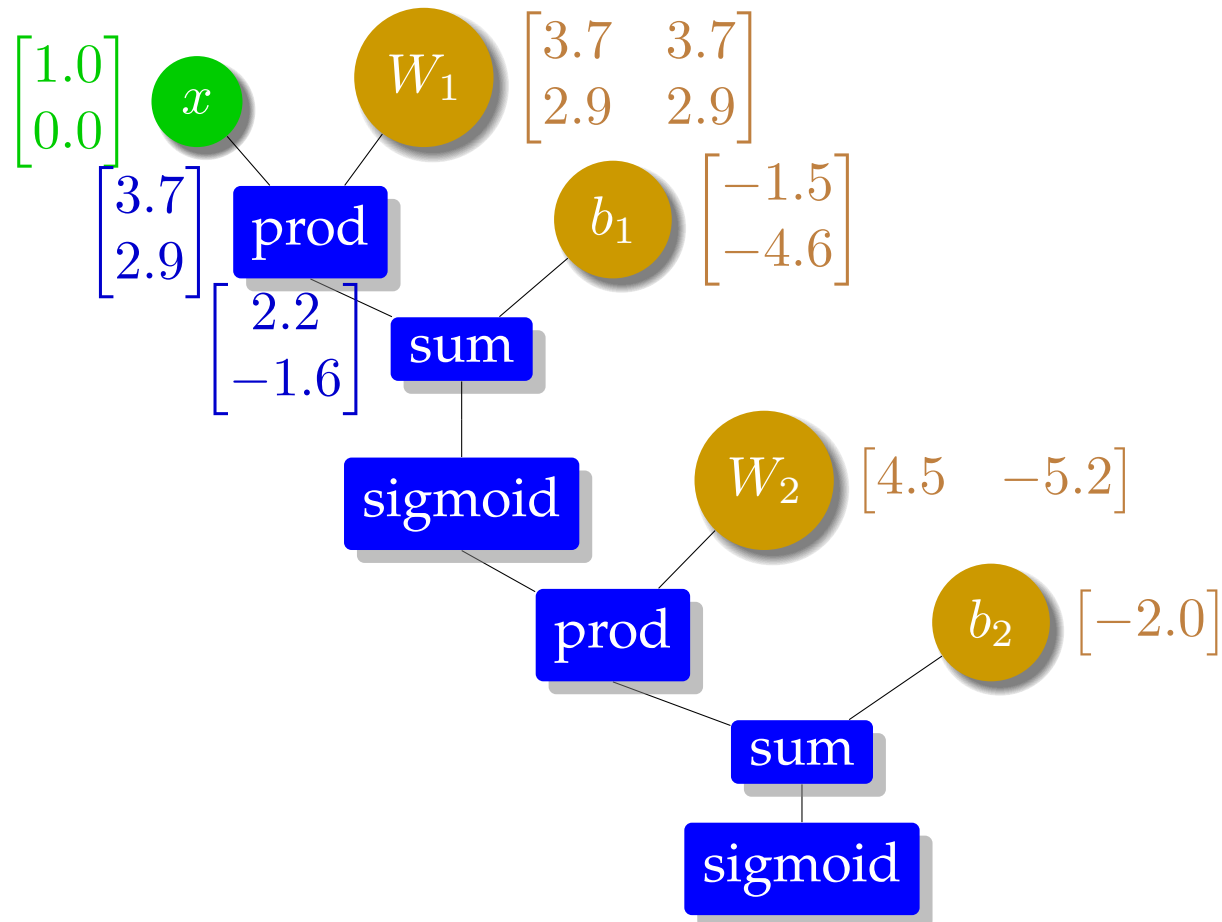 [1.0
0.0]
x
W₁
[3.7 3.7
2.9 2.9]
[3.7
2.9]
prod
b₁
[−1.5
−4.6]
[2.2
−1.6]
sum
sigmoid
W₂
[4.5 −5.2]
prod
b₂
[−2.0]
sum
sigmoid